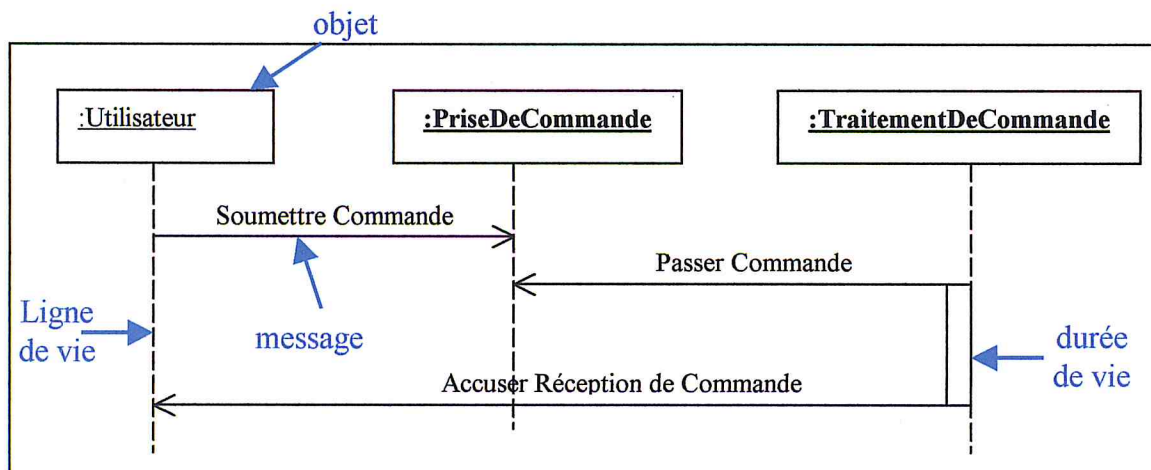 objet
:Utilisateur
:PriseDeCommande
:TraitementDeCommande
Soumettre Commande
Passer Commande
Ligne
de vie
message
durée
de vie
Accuser Réception de Commande